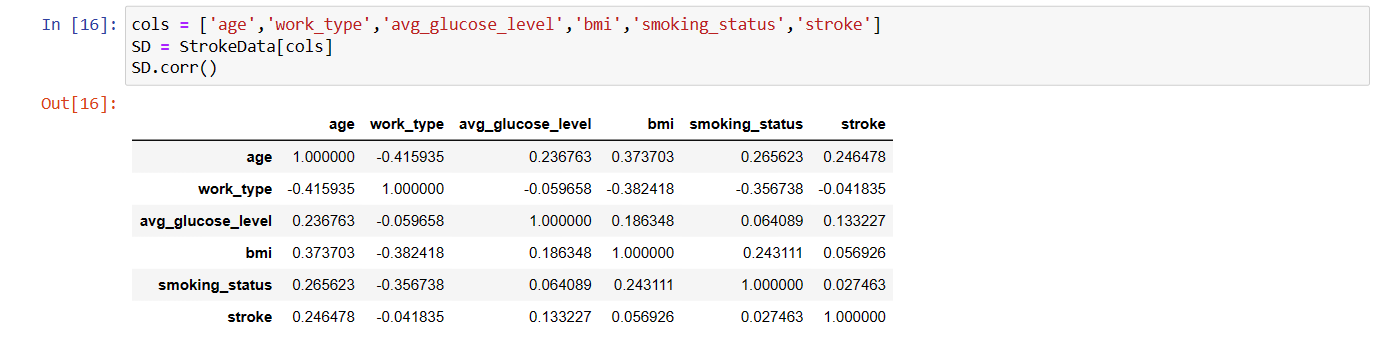 In [16]: cols = ['age','work_type','avg_glucose_level','bmi','smoking_status','stroke']
SD = StrokeData[cols]
SD.corr()
Out[16]:
age work_type avg_glucose_level bmi smoking_status stroke
age 1.000000 -0.415935 0.236763 0.373703 0.265623 0.246478
work_type -0.415935 1.000000 -0.059658 -0.382418 -0.356738 -0.041835
avg_glucose_level 0.236763 -0.059658 1.000000 0.186348 0.064089 0.133227
bmi 0.373703 -0.382418 0.186348 1.000000 0.243111 0.056926
smoking_status 0.265623 -0.356738 0.064089 0.243111 1.000000 0.027463
stroke 0.246478 -0.041835 0.133227 0.056926 0.027463 1.000000